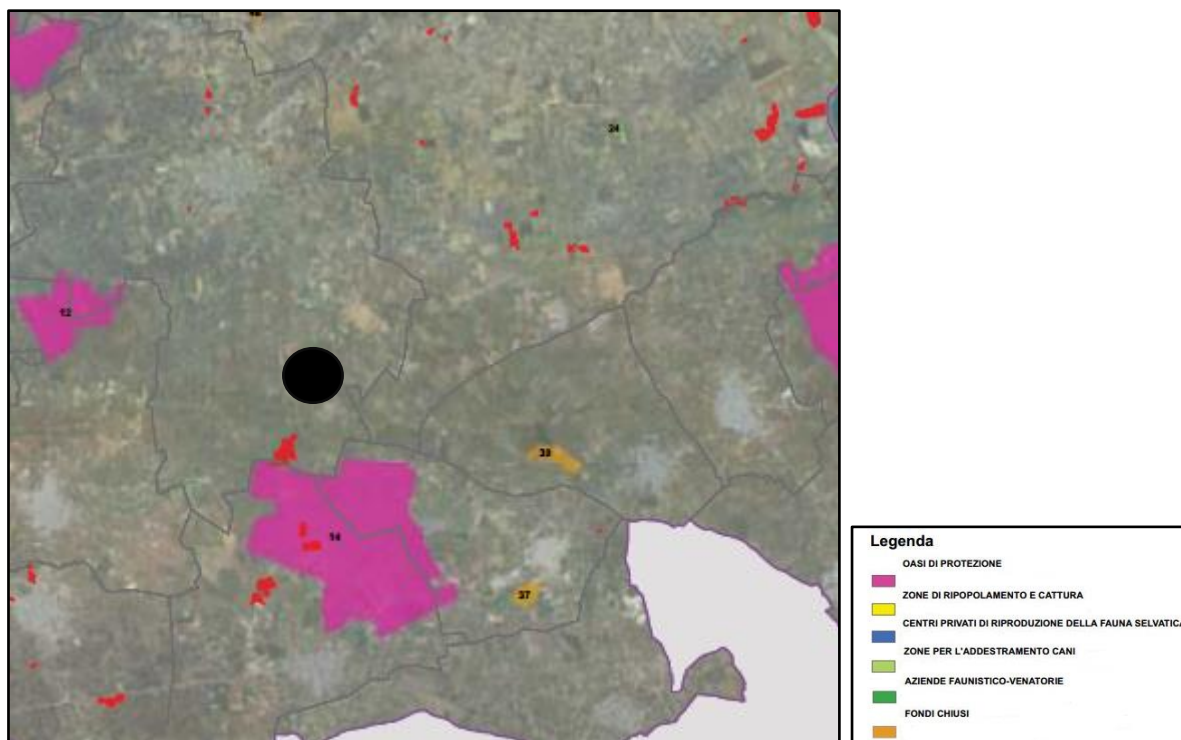 24
12
39
14
37
Legenda
OASI DI PROTEZIONE
ZONE DI RIPOPOLAMENTO E CATTURA
CENTRI PRIVATI DI RIPRODUZIONE DELLA FAUNA SELVATICA
ZONE PER L'ADDESTRAMENTO CANI
AZIENDE FAUNISTICO-VENATORIE
FONDI CHIUSI